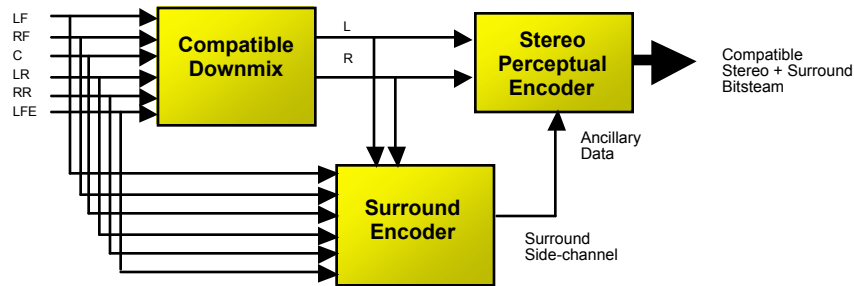 LF
RF
C
LR
RR
LFE
Compatible
Downmix
L
R
Stereo
Perceptual
Encoder
Compatible
Stereo + Surround
Bitsteam
Ancillary
Data
Surround
Encoder
Surround
Side-channel